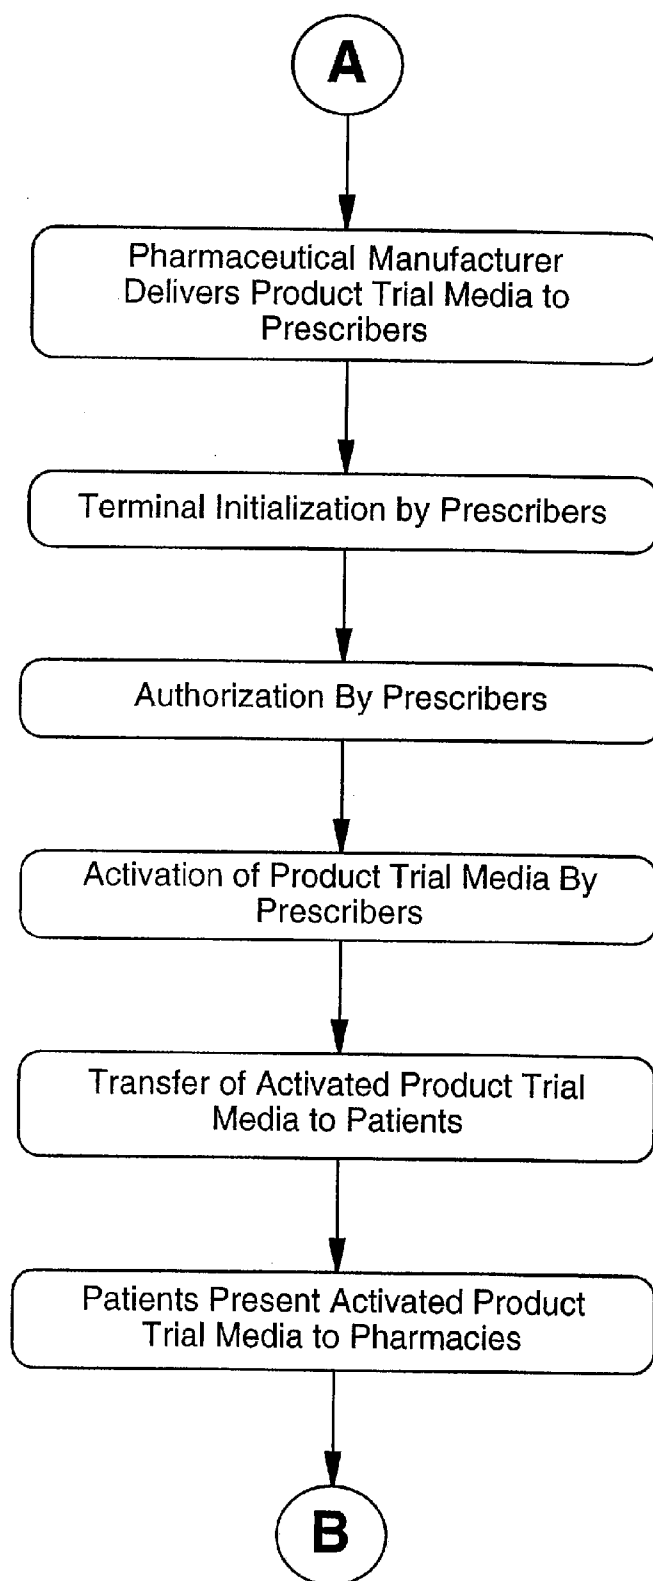 A
Pharmaceutical Manufacturer
Delivers Product Trial Media to
Prescribers
Terminal Initialization by Prescribers
Authorization By Prescribers
Activation of Product Trial Media By
Prescribers
Transfer of Activated Product Trial
Media to Patients
Patients Present Activated Product
Trial Media to Pharmacies
B